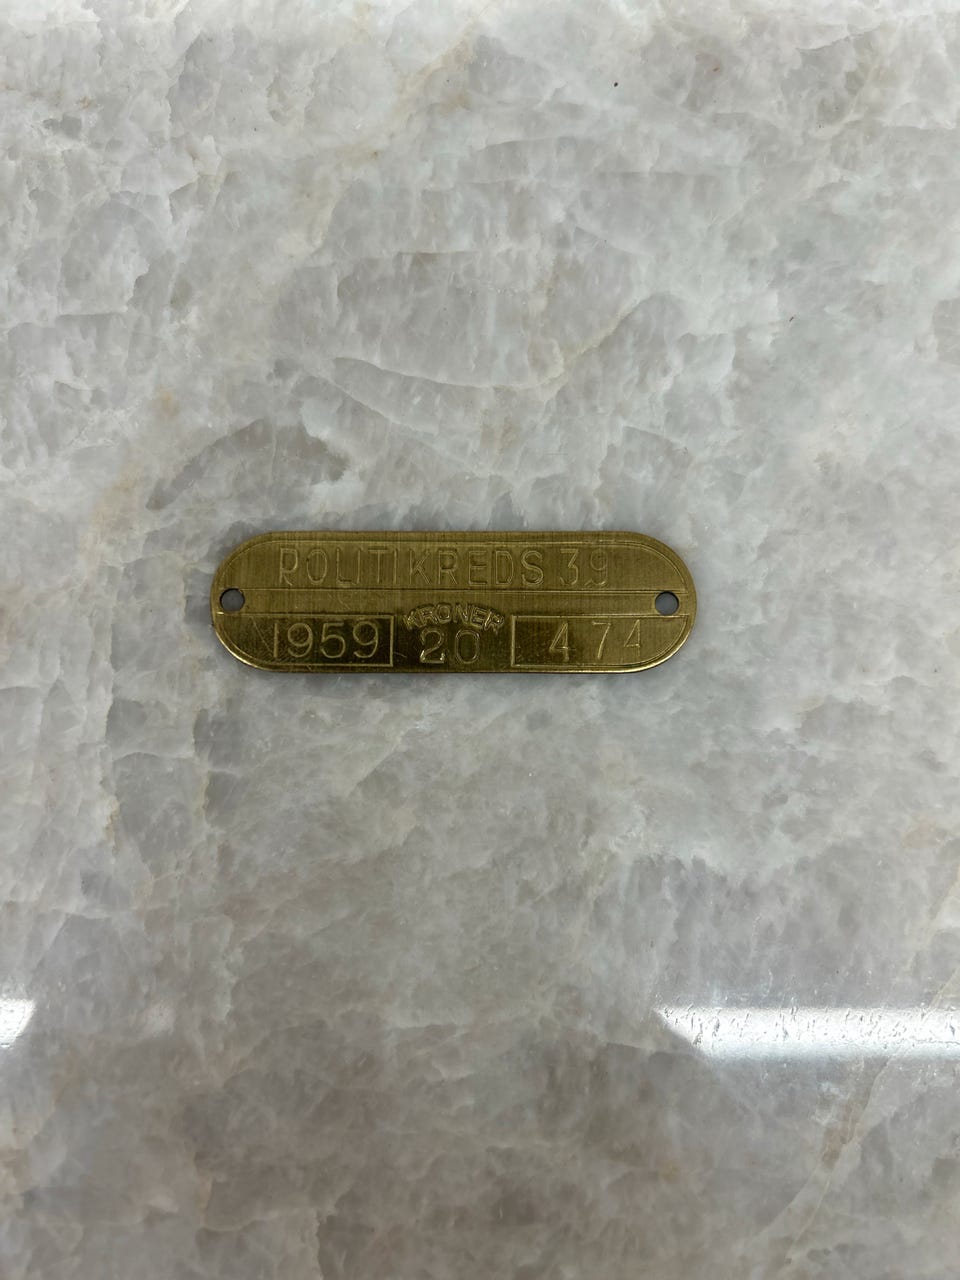 POLITIKREDS 39
KRONER
1959 20 474